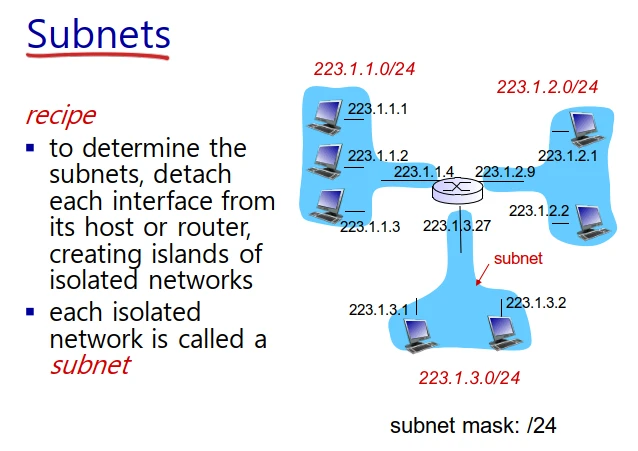 Subnets
recipe
▪ to determine the
subnets, detach
each interface from
its host or router,
creating islands of
isolated networks
▪ each isolated
network is called a
subnet
223.1.1.0/24
223.1.2.0/24
223.1.1.1
223.1.1.2
223.1.1.3
223.1.1.4
223.1.2.9
223.1.2.1
223.1.2.2
223.1.3.27
subnet
223.1.3.1
223.1.3.2
223.1.3.0/24
subnet mask: /24